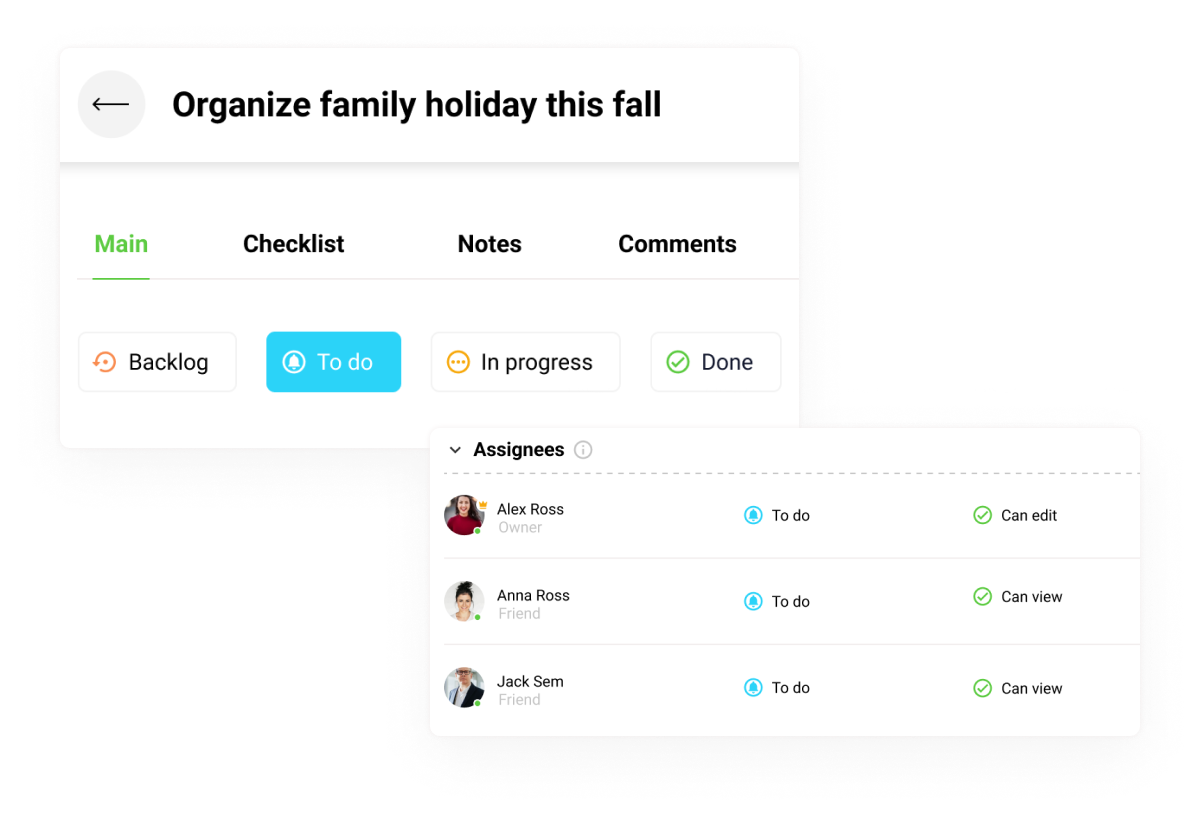 Organize family holiday this fall
Main Checklist Notes Comments
Backlog To do In progress Done
Assignees
Alex Ross To do Can edit
Owner
Anna Ross To do Can view
Friend
Jack Sem To do Can view
Friend